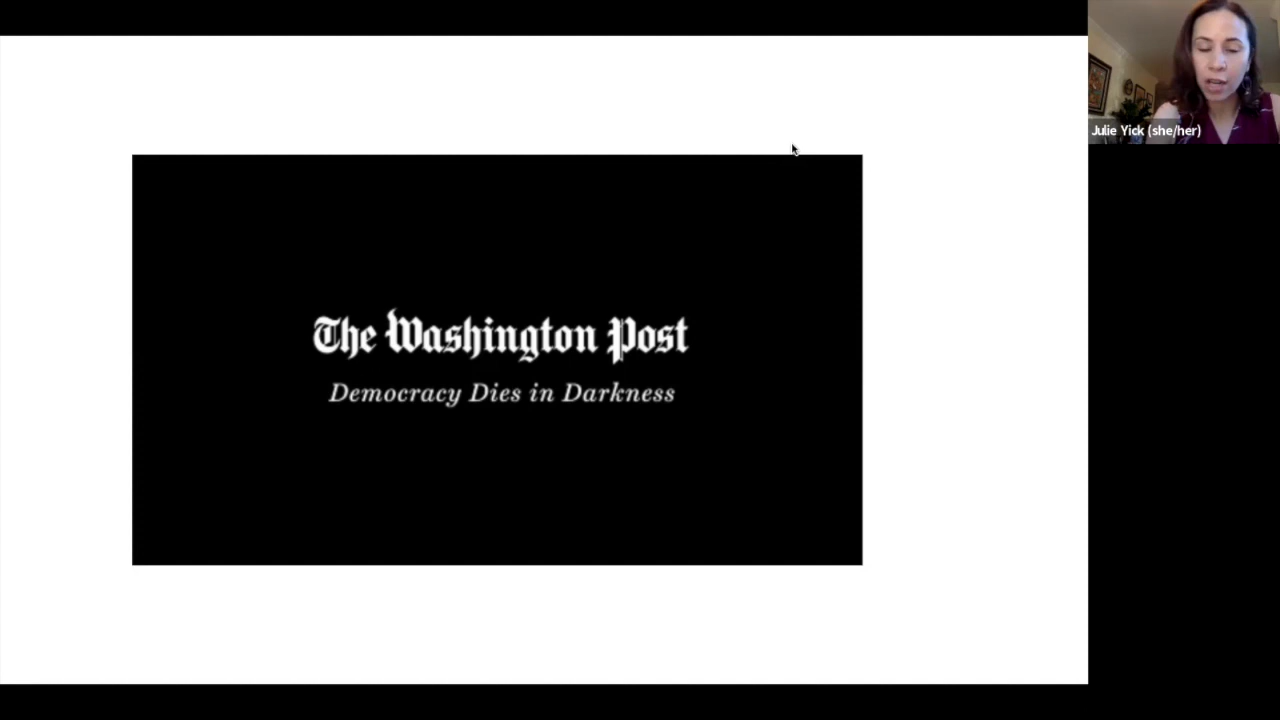 The Washington Post
Democracy Dies in Darkness
Julie Yick (she/her)